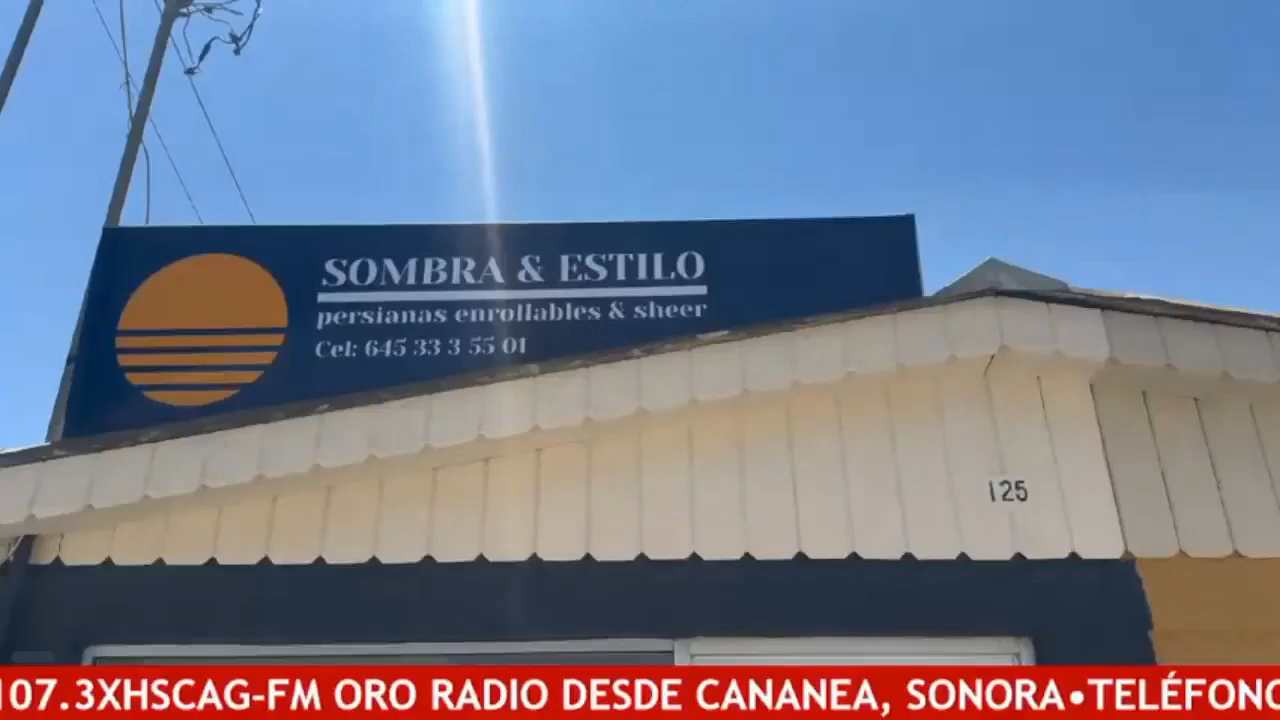 SOMBRA & ESTILO
persianas enrollables & sheer
Cel: 645 33 3 55 01
125
107.3XHSCAG-FM ORO RADIO DESDE CANANEA, SONORA•TELÉFONO